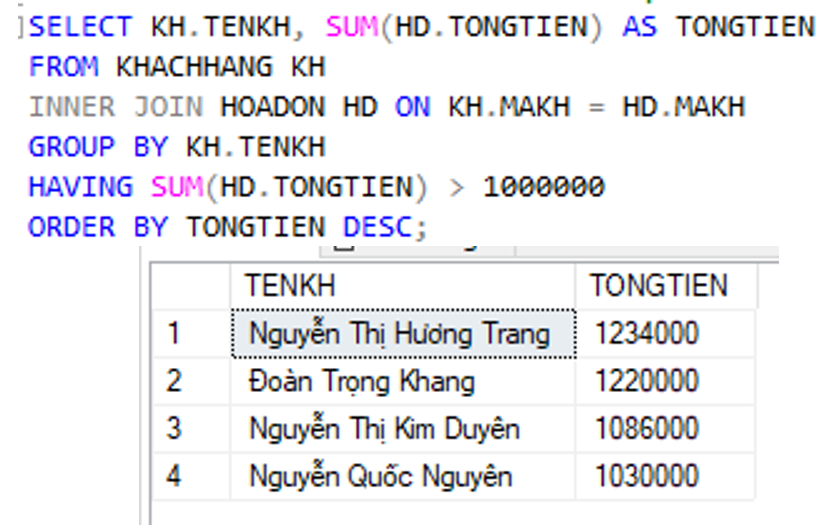 SELECT KH.TENKH, SUM(HD.TONGTIEN) AS TONGTIEN
FROM KHACHHANG KH
INNER JOIN HOADON HD ON KH.MAKH = HD.MAKH
GROUP BY KH.TENKH
HAVING SUM(HD.TONGTIEN) > 1000000
ORDER BY TONGTIEN DESC;
TENKH TONGTIEN
1 Nguyễn Thị Hương Trang 1234000
2 Đoàn Trọng Khang 1220000
3 Nguyễn Thị Kim Duyên 1086000
4 Nguyễn Quốc Nguyên 1030000